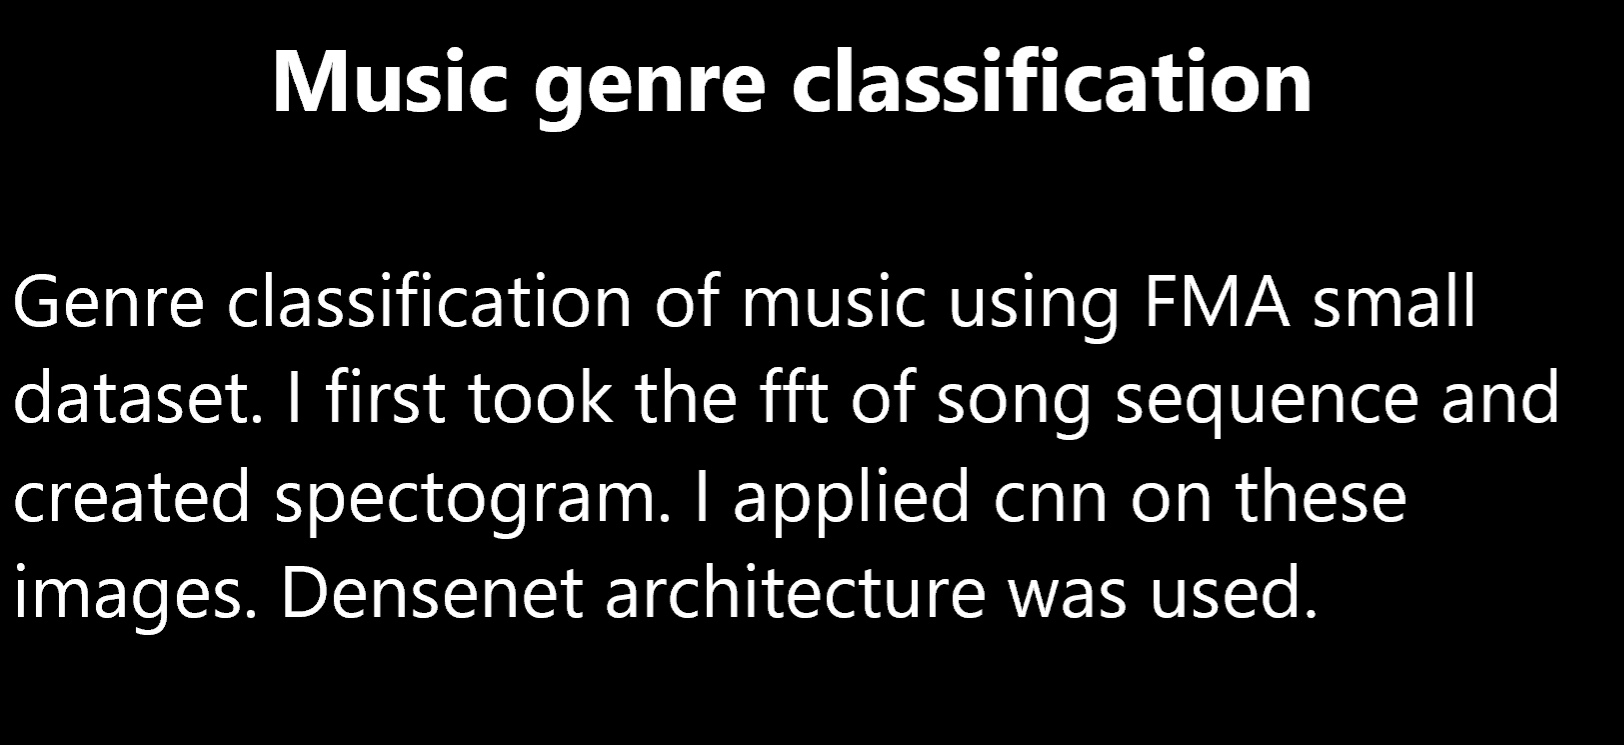 Music genre classification
Genre classification of music using FMA small
dataset. I first took the fft of song sequence and
created spectogram. I applied cnn on these
images. Densenet architecture was used.